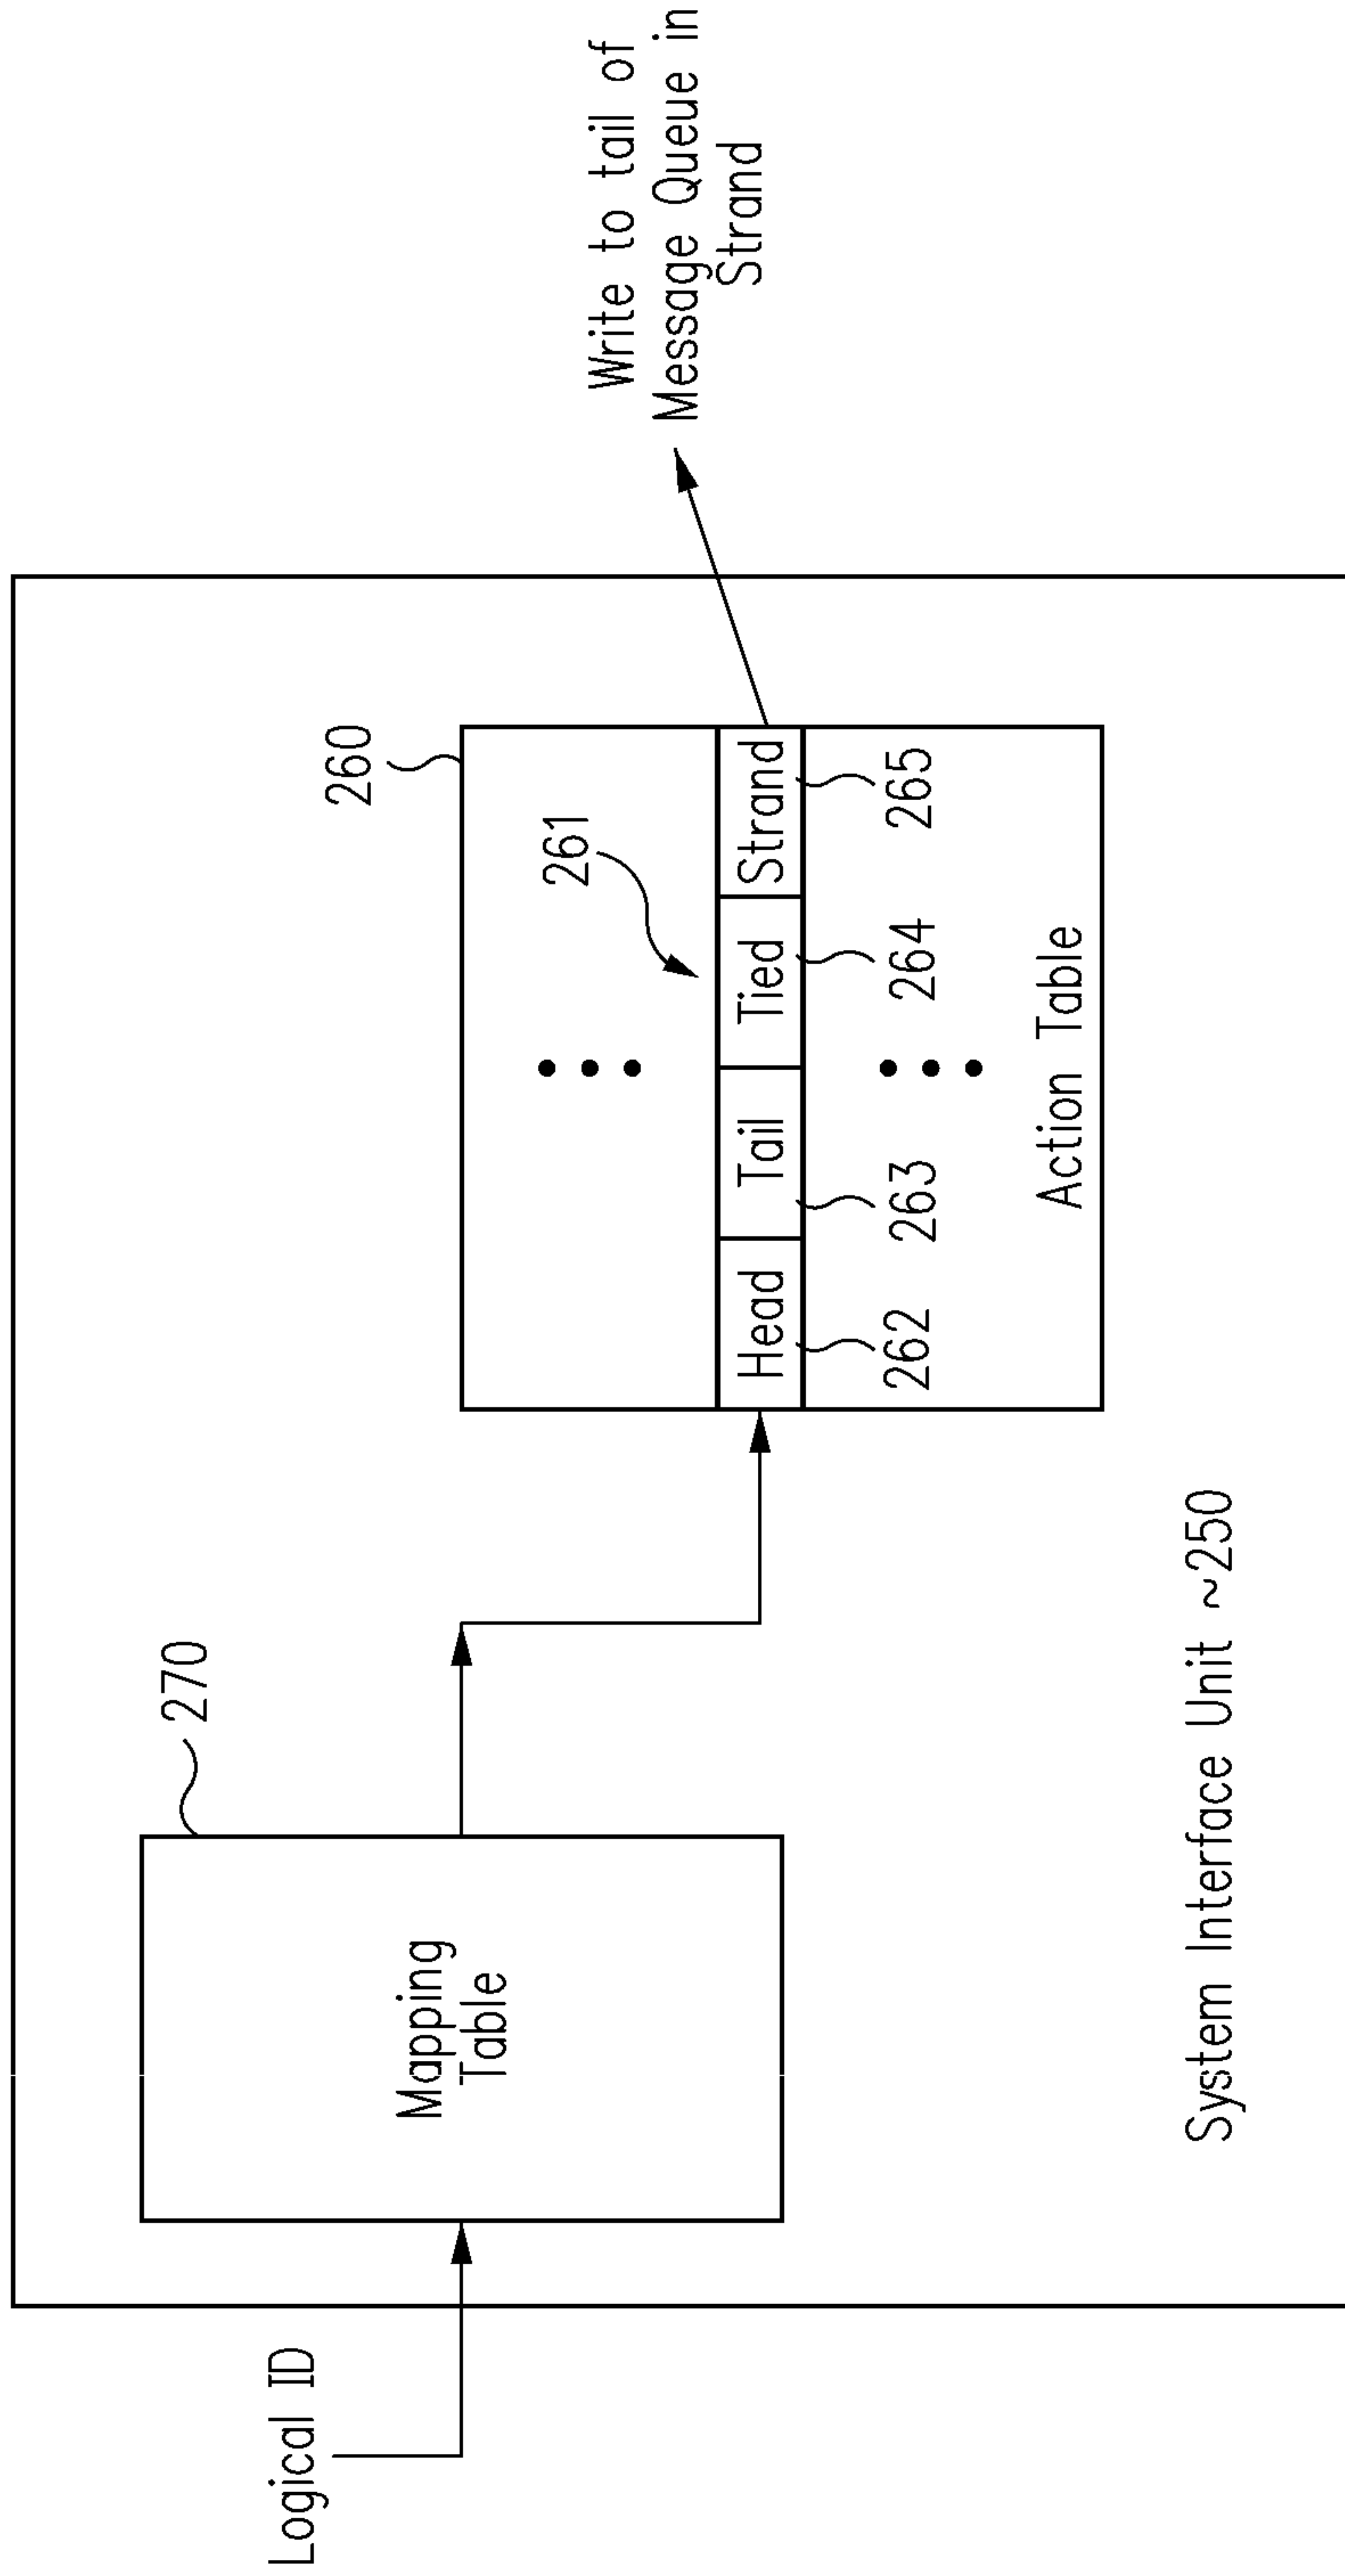 Logical ID
270
Mapping
Table
260
261
Head
Tail
Tied
Strand
262
263
264
265
Action Table
Write to tail of
Message Queue in
Strand
System Interface Unit ~250